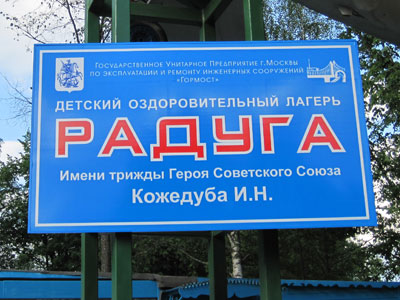 Государственное Унитарное Предприятие г.Москвы
по эксплуатации и ремонту инженерных сооружений
«Гормост»
ДЕТСКИЙ ОЗДОРОВИТЕЛЬНЫЙ ЛАГЕРЬ
РАДУГА
Имени трижды Героя Советского Союза
Кожедуба И.Н.